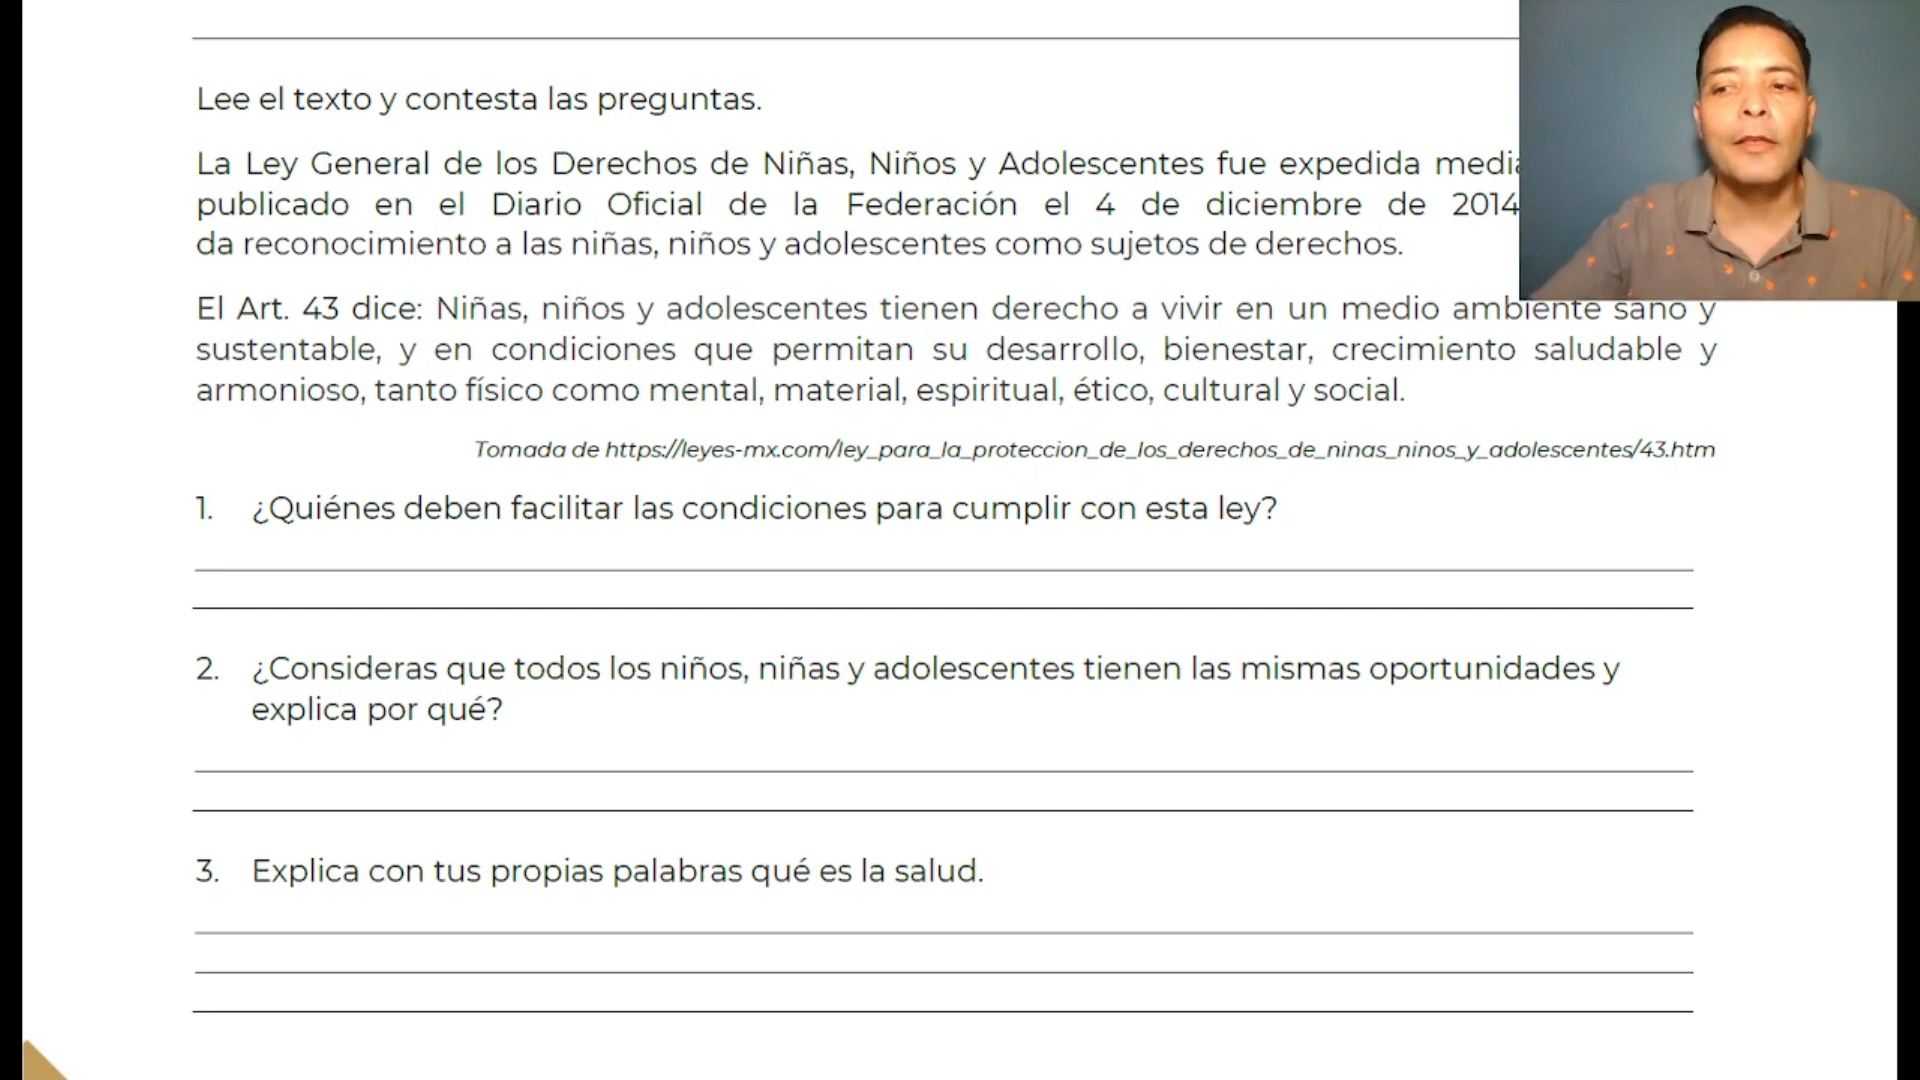 Lee el texto y contesta las preguntas.
La Ley General de los Derechos de Niñas, Niños y Adolescentes fue expedida
publicado en el Diario Oficial de la Federación el 4 de diciembre de 2014
da reconocimiento a las niñas, niños y adolescentes como sujetos de derechos.
El Art. 43 dice: Niñas, niños y adolescentes tienen derecho a vivir en un medio ambiente sano y
sustentable, y en condiciones que permitan su desarrollo, bienestar, crecimiento saludable y
armonioso, tanto físico como mental, material, espiritual, ético, cultural y social.
Tomada de https://leyes-mx.com/ley_para_la_proteccion_de_los_derechos_de_ninas_ninos_y_adolescentes/43.htm
1. ¿Quiénes deben facilitar las condiciones para cumplir con esta ley?
2. ¿Consideras que todos los niños, niñas y adolescentes tienen las mismas oportunidades y
explica por qué?
3. Explica con tus propias palabras qué es la salud.